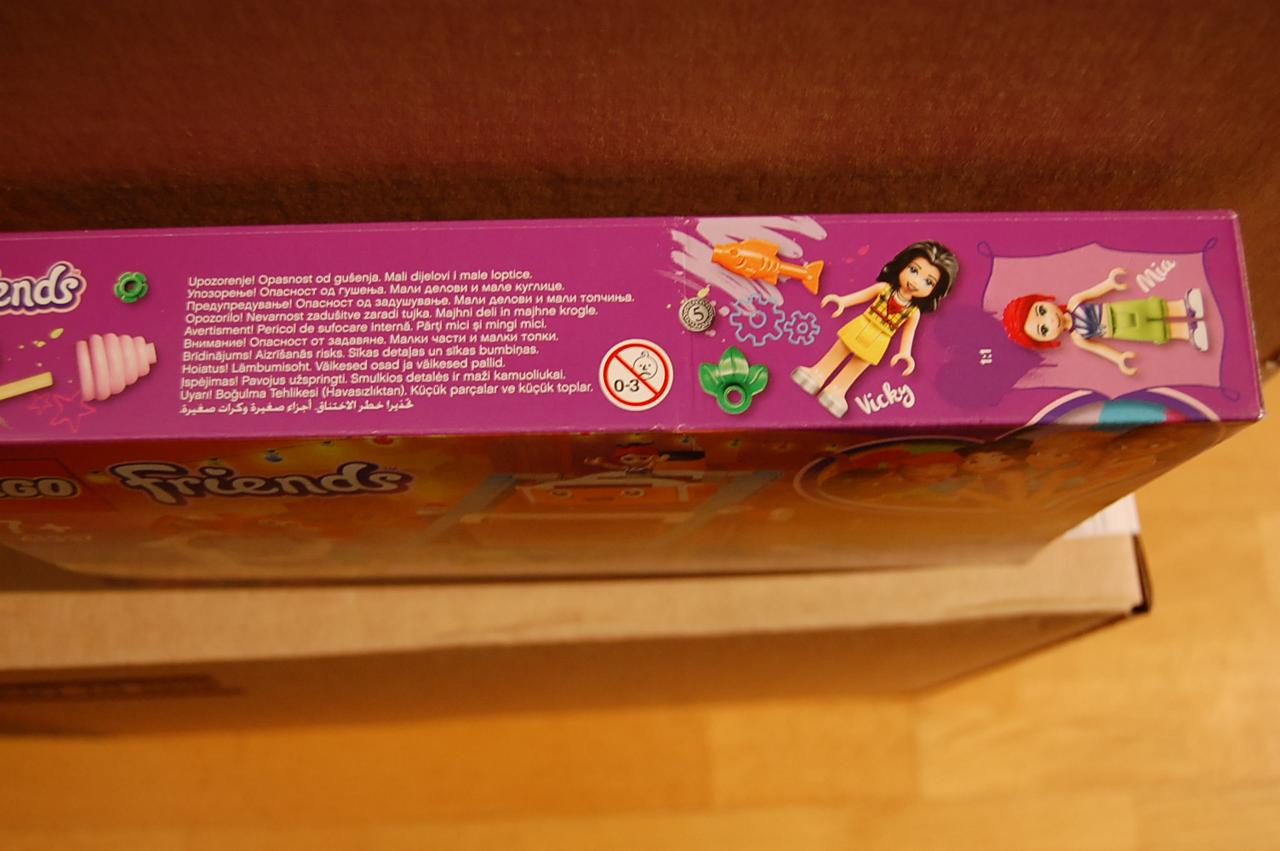 ends
Upozorenje! Opasnost od gušenja. Mali dijelovi i male loptice.
Упозорење! Опасност од гушења. Мали делови и мале куглице.
Предупредување! Опасност од задушување. Мали делови и мали топчиња.
Opozorilo! Nevarnost zadušitve zaradi tujka. Majhni deli in majhne krogle.
Avertisment! Pericol de sufocare internă. Părți mici și mingi mici.
Внимание! Опасност от задавяне. Малки части и малки топки.
Brīdinājums! Aizrīšanās risks. Sīkas detaļas un sīkas bumbiņas.
Hoiatus! Lämbumisoht. Väikesed osad ja väikesed pallid.
Įspėjimas! Pavojus užspringti. Smulkios detalės ir maži kamuoliukai.
Uyarı! Boğulma Tehlikesi (Havasızlıktan). Küçük parçalar ve küçük toplar.
تحذير! خطر الاختناق. أجزاء صغيرة وكرات صغيرة.
0-3
5
Vicky
1:1
Mia
EGO
Friends
7+